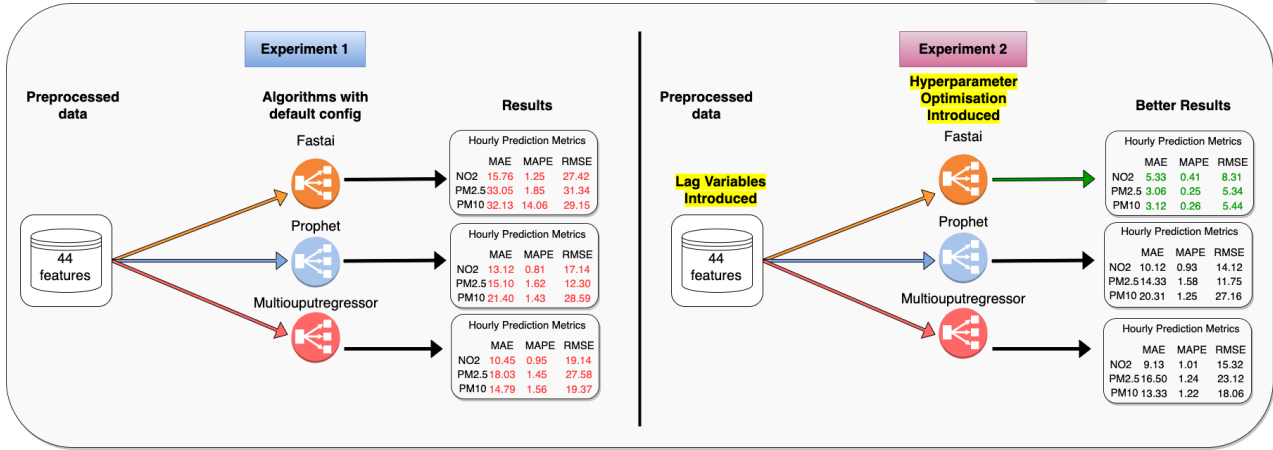 Experiment 1
Preprocessed
data
Algorithms with
default config
Results
Fastai
Hourly Prediction Metrics
MAE MAPE RMSE
NO2 15.76 1.25 27.42
PM2.5 33.05 1.85 31.34
PM10 32.13 14.06 29.15
44
features
Prophet
Hourly Prediction Metrics
MAE MAPE RMSE
NO2 13.12 0.81 17.14
PM2.5 15.10 1.62 12.30
PM10 21.40 1.43 28.59
Multiouputregressor
Hourly Prediction Metrics
MAE MAPE RMSE
NO2 10.45 0.95 19.14
PM2.5 18.03 1.45 27.58
PM10 14.79 1.56 19.37
Experiment 2
Preprocessed
data
Hyperparameter
Optimisation
Introduced
Better Results
Lag Variables
Introduced
Fastai
Hourly Prediction Metrics
MAE MAPE RMSE
NO2 5.33 0.41 8.31
PM2.5 3.06 0.25 5.34
PM10 3.12 0.26 5.44
44
features
Prophet
Hourly Prediction Metrics
MAE MAPE RMSE
NO2 10.12 0.93 14.12
PM2.5 14.33 1.58 11.75
PM10 20.31 1.25 27.16
Multiouputregressor
Hourly Prediction Metrics
MAE MAPE RMSE
NO2 9.13 1.01 15.32
PM2.5 16.50 1.24 23.12
PM10 13.33 1.22 18.06